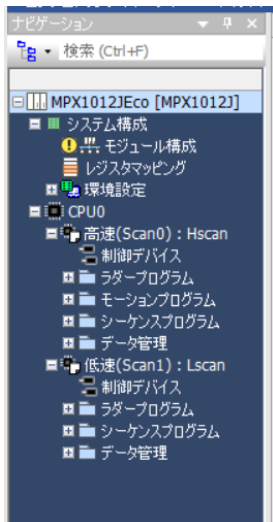 ナビゲーション
検索 (Ctrl+F)
MPX1012JEco [MPX1012J]
システム構成
モジュール構成
レジスタマッピング
環境設定
CPU0
高速(Scan0) : Hscan
制御デバイス
ラダープログラム
モーションプログラム
シーケンスプログラム
データ管理
低速(Scan1) : Lscan
制御デバイス
ラダープログラム
シーケンスプログラム
データ管理